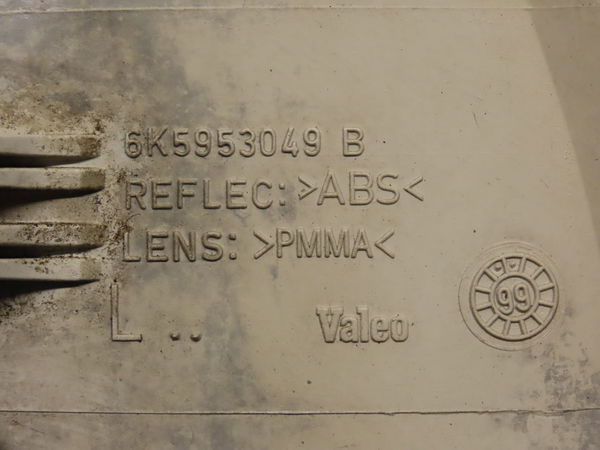 6K5953049 B
REFLEC: >ABS<
LENS: >PMMA<
L ..
Valeo
99